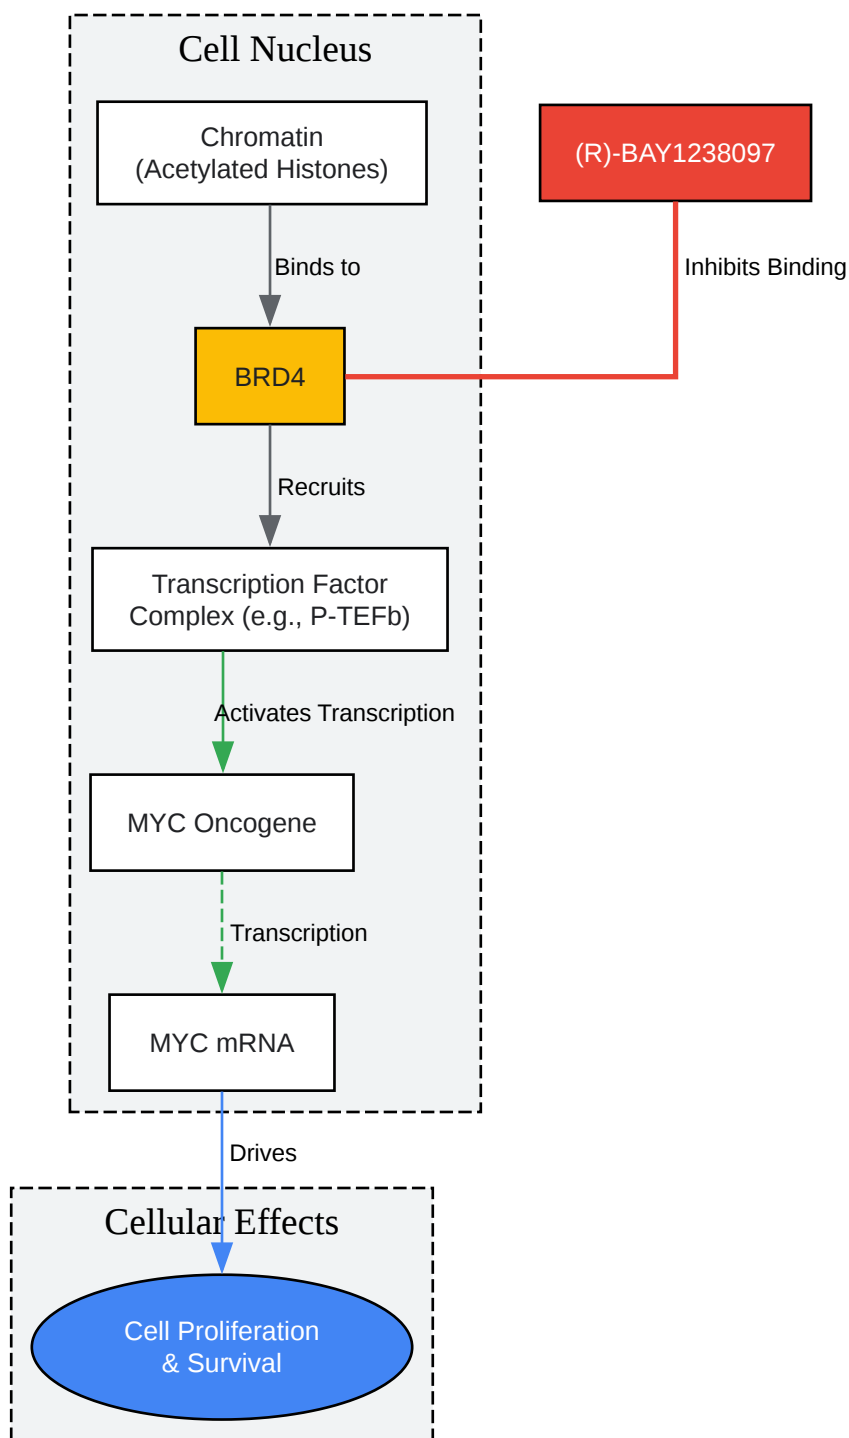 Cell Nucleus
Chromatin
(Acetylated Histones)
(R)-BAY1238097
Binds to
Inhibits Binding
BRD4
Recruits
Transcription Factor
Complex (e.g., P-TEFb)
Activates Transcription
MYC Oncogene
Transcription
MYC mRNA
Drives
Cellular Effects
Cell Proliferation
& Survival